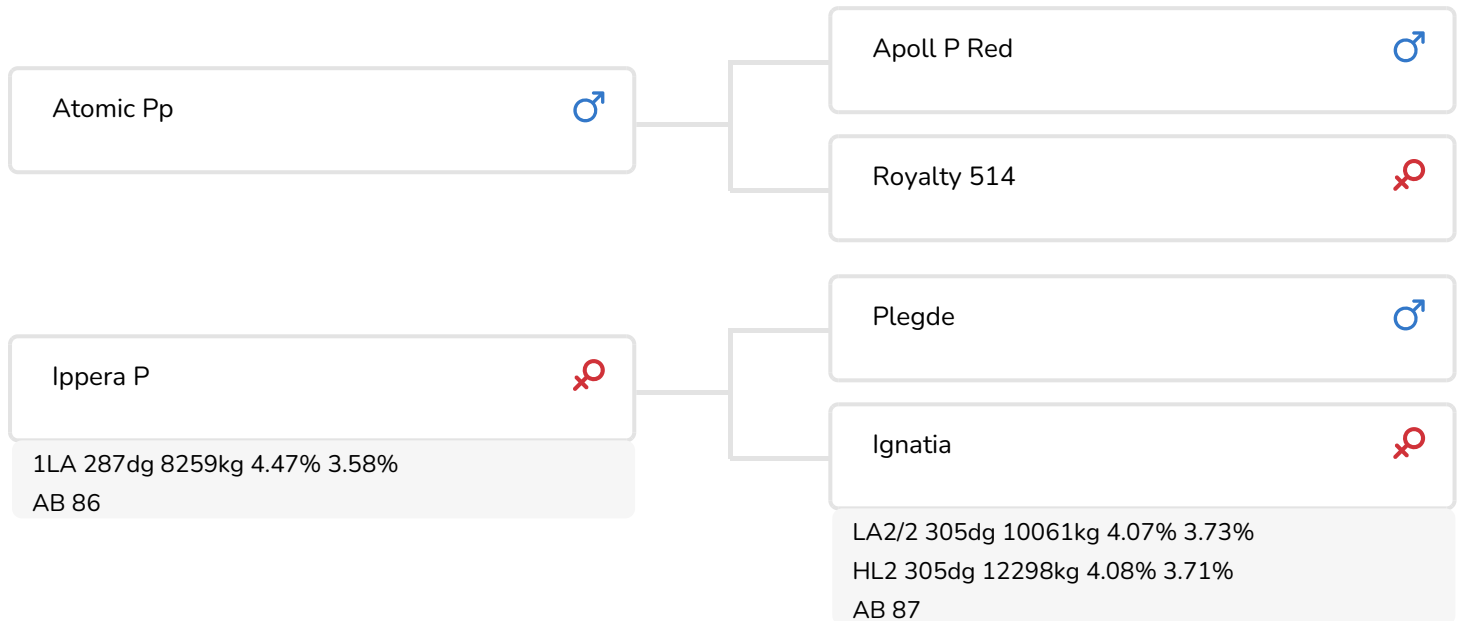 Atomic Pp
Apoll P Red
Royalty 514
Ippera P
1LA 287dg 8259kg 4.47% 3.58%
AB 86
Plegde
Ignatia
LA2/2 305dg 10061kg 4.07% 3.73%
HL2 305dg 12298kg 4.08% 3.71%
AB 87